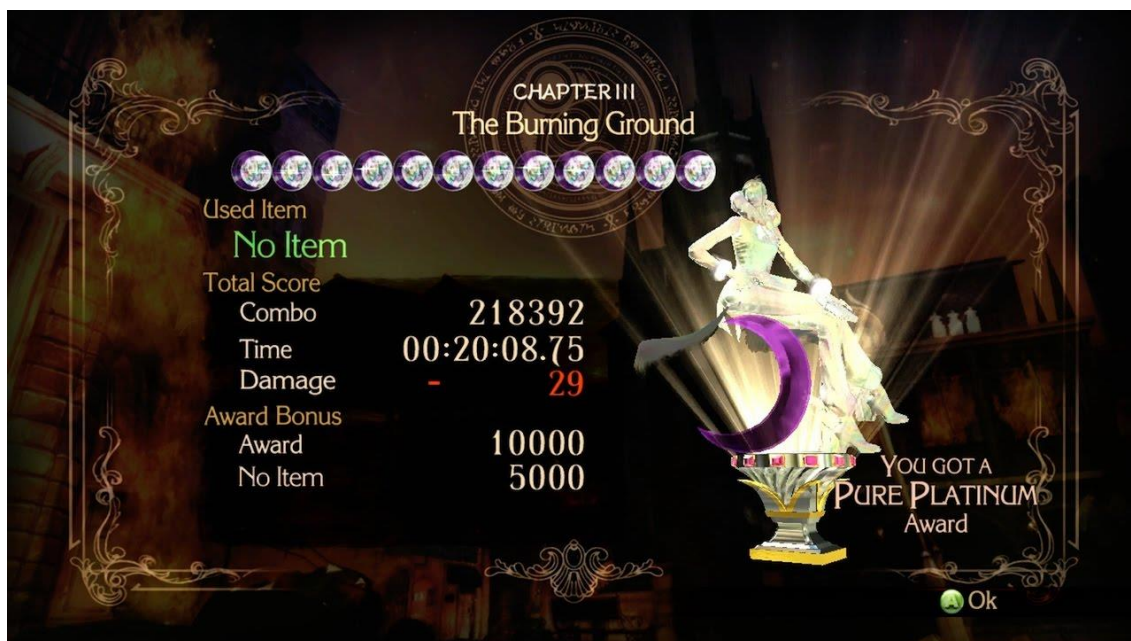 CHAPTER III
The Burning Ground
Used Item
No Item
Total Score
Combo 218392
Time 00:20:08.75
Damage - 29
Award Bonus
Award 10000
No Item 5000
YOU GOT A
PURE PLATINUM
Award
A Ok